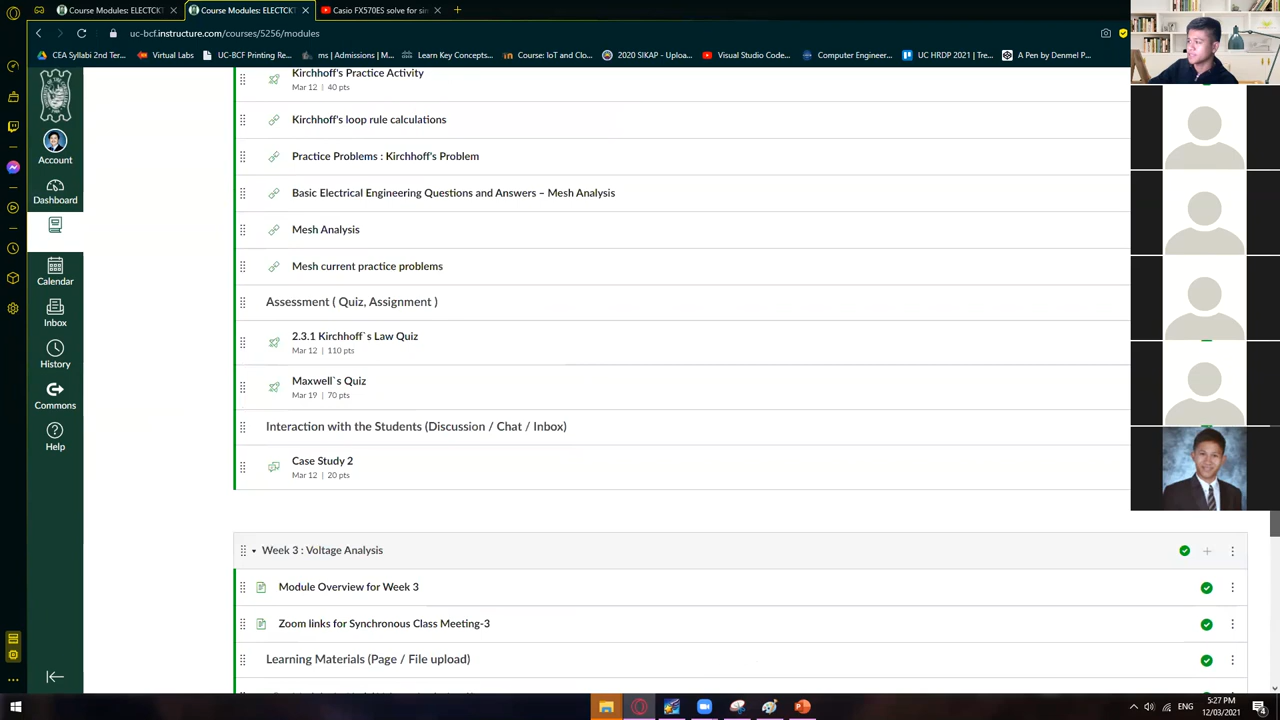 Course Modules: ELECTCKT
Course Modules: ELECTCKT
Casio FX570ES solve for sim
uc-bcf.instructure.com/courses/5256/modules
CEA Syllabi 2nd Ter...
Virtual Labs
UC-BCF Printing Re...
ms | Admissions | M...
Learn Key Concepts...
Course: IoT and Clo...
2020 SIKAP - Uploa...
Visual Studio Code...
Computer Engineer...
UC HRDP 2021 | Tre...
A Pen by Denmel P...
Kirchhoff's Practice Activity
Mar 12 | 40 pts
Kirchhoff's loop rule calculations
Practice Problems : Kirchhoff's Problem
Basic Electrical Engineering Questions and Answers – Mesh Analysis
Mesh Analysis
Mesh current practice problems
Assessment ( Quiz, Assignment )
2.3.1 Kirchhoff`s Law Quiz
Mar 12 | 110 pts
Maxwell`s Quiz
Mar 19 | 70 pts
Interaction with the Students (Discussion / Chat / Inbox)
Case Study 2
Mar 12 | 20 pts
Week 3 : Voltage Analysis
Module Overview for Week 3
Zoom links for Synchronous Class Meeting-3
Learning Materials (Page / File upload)
Account
Dashboard
Calendar
Inbox
History
Commons
Help
ENG
5:27 PM
12/03/2021
4